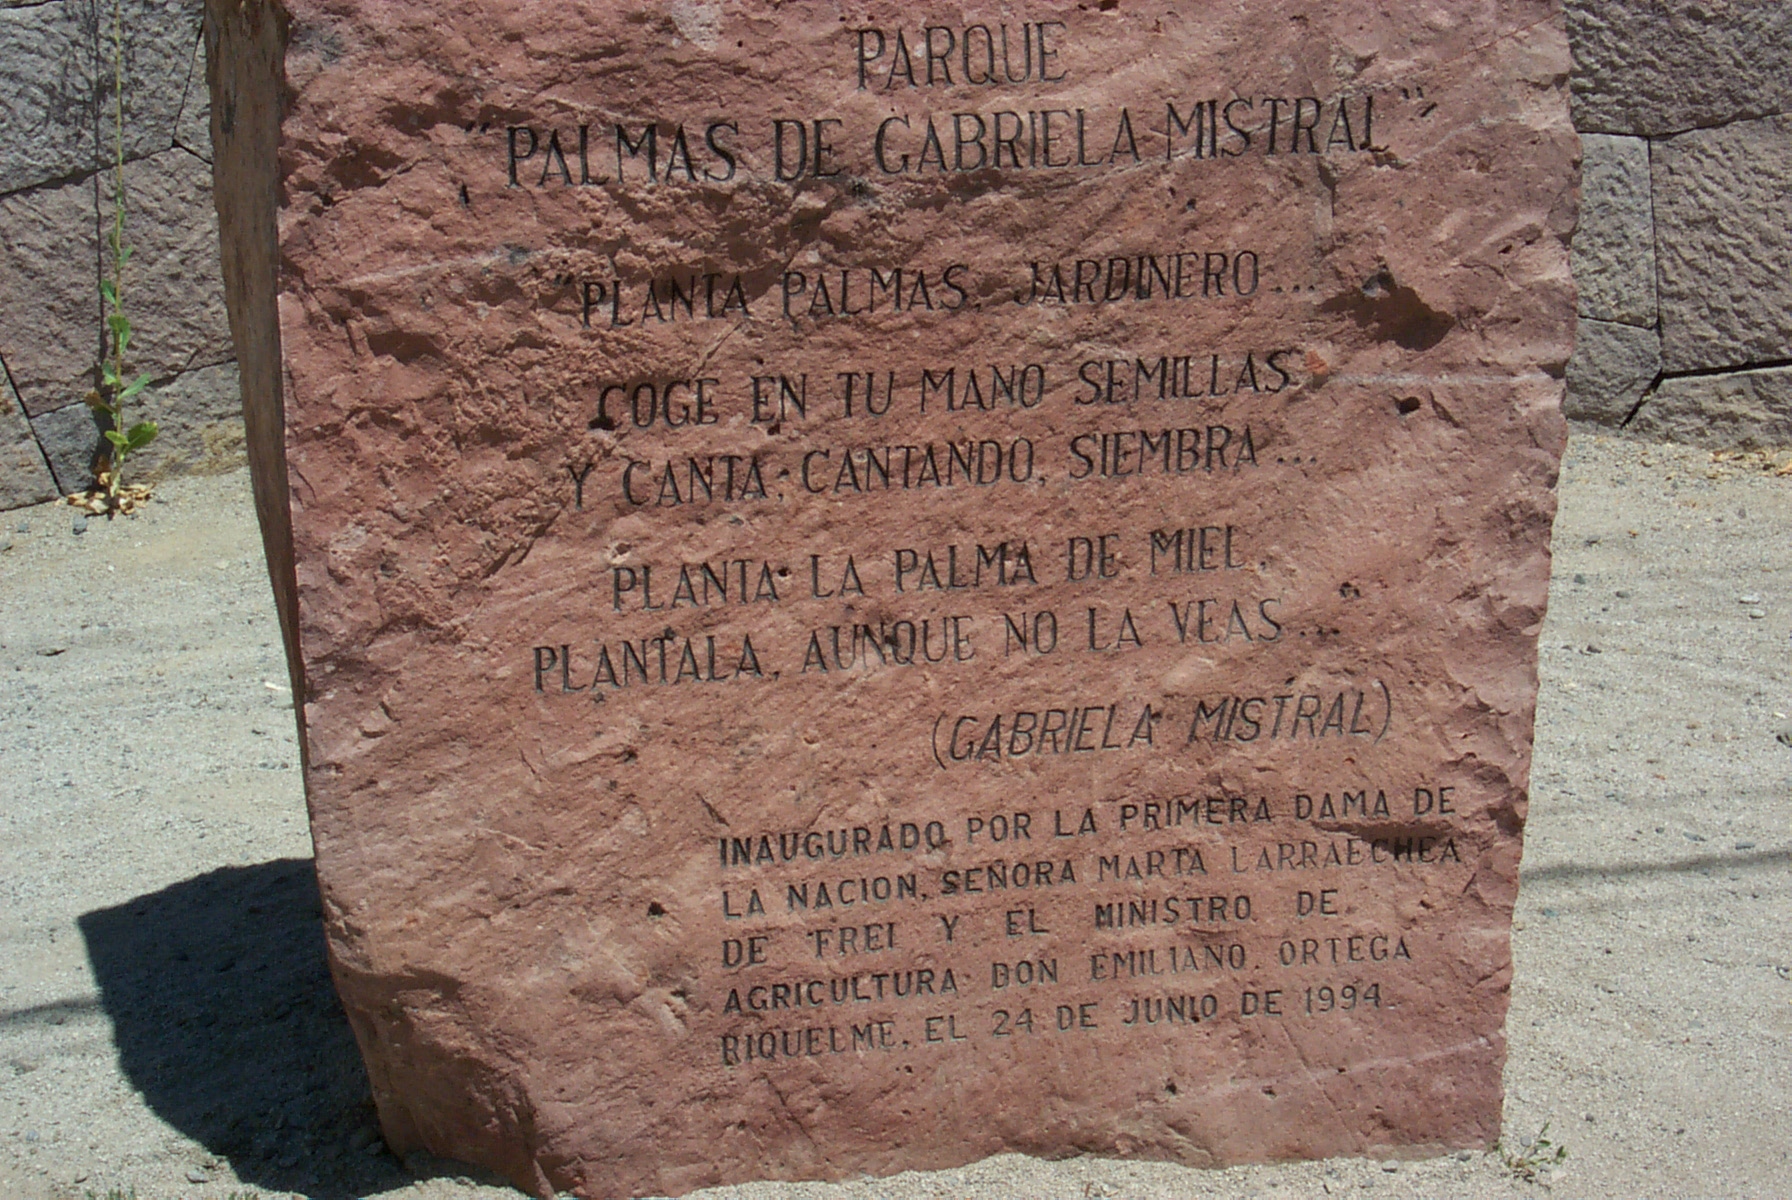 PARQUE
"PALMAS DE GABRIELA MISTRAL"
"PLANTA PALMAS, JARDINERO...
COGE EN TU MANO SEMILLAS
Y CANTA, CANTANDO, SIEMBRA...
PLANTA LA PALMA DE MIEL,
PLANTALA, AUNQUE NO LA VEAS...
(GABRIELA MISTRAL)
INAUGURADO POR LA PRIMERA DAMA DE
LA NACION, SEÑORA MARTA LARRAECHEA
DE FREI Y EL MINISTRO DE
AGRICULTURA DON EMILIANO ORTEGA
RIQUELME, EL 24 DE JUNIO DE 1994.